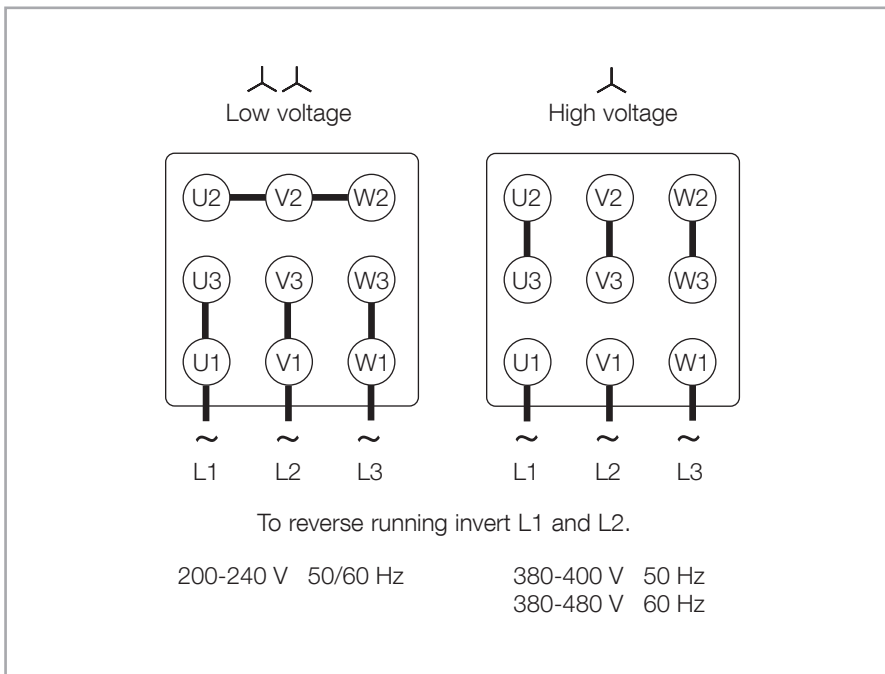 Low voltage High voltage
U2 V2 W2 U2 V2 W2
U3 V3 W3 U3 V3 W3
U1 V1 W1 U1 V1 W1
~ ~ ~ ~ ~ ~
L1 L2 L3 L1 L2 L3
To reverse running invert L1 and L2.
200-240 V 50/60 Hz 380-400 V 50 Hz
380-480 V 60 Hz